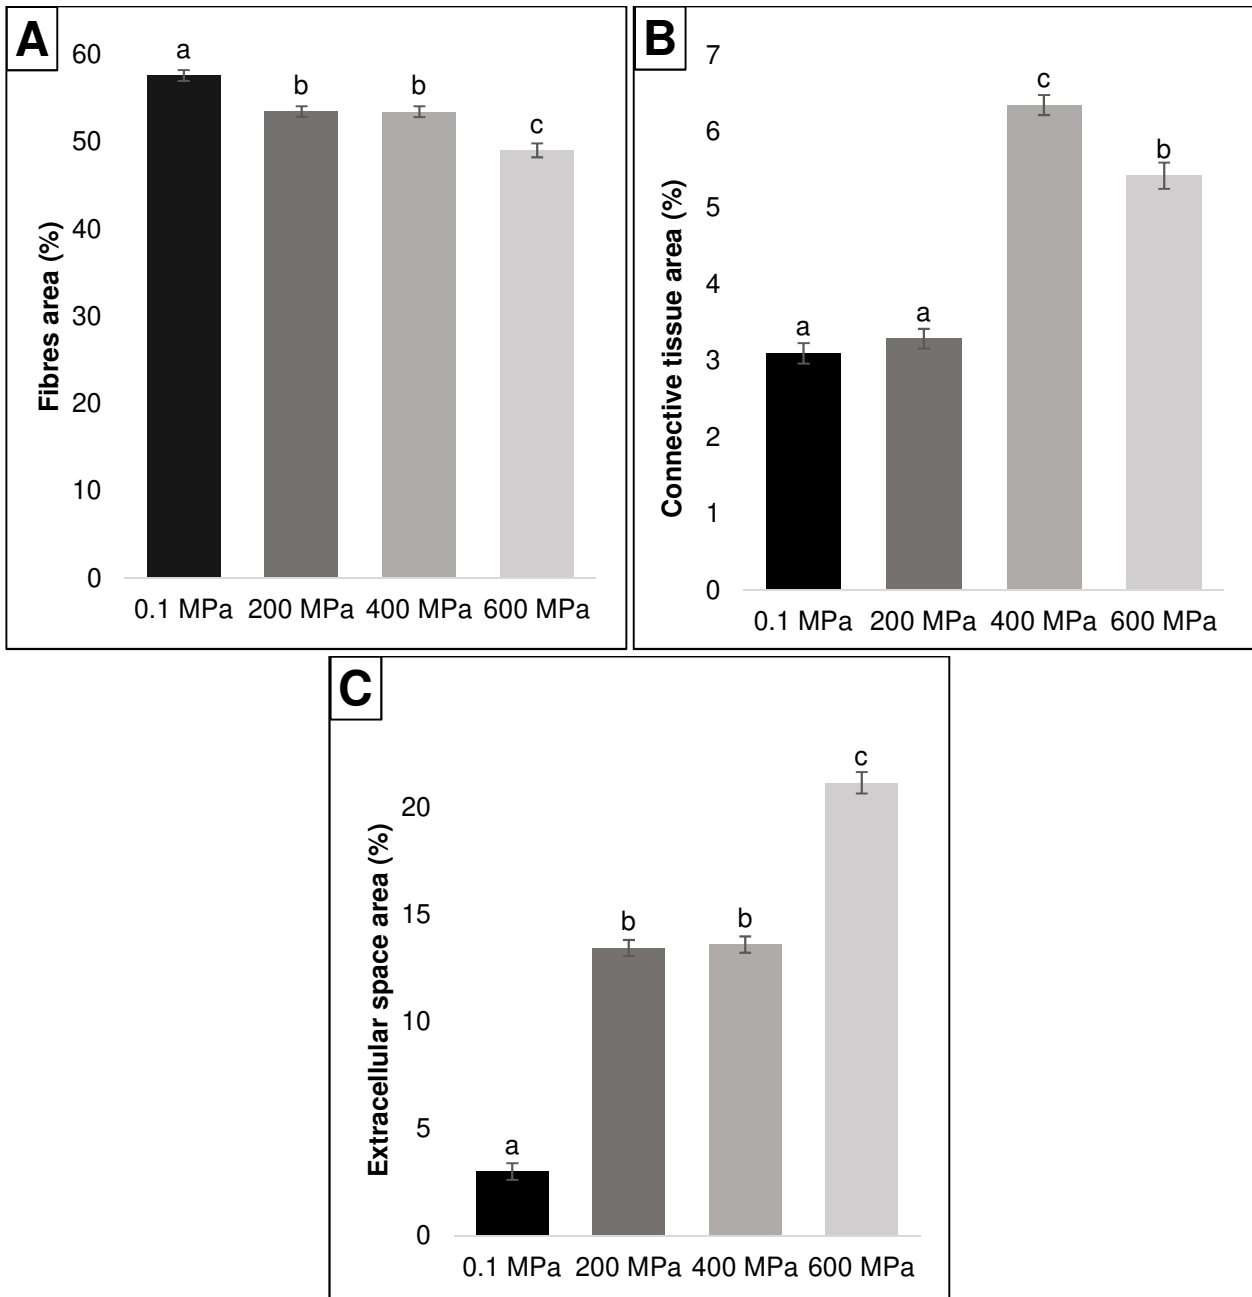 A
Fibres area (%)
60
50
40
30
20
10
0
a
b
b
c
0.1 MPa 200 MPa 400 MPa 600 MPa
B
Connective tissue area (%)
7
6
5
4
3
2
1
0
a
a
c
b
0.1 MPa 200 MPa 400 MPa 600 MPa
C
Extracellular space area (%)
20
15
10
5
0
a
b
b
c
0.1 MPa 200 MPa 400 MPa 600 MPa